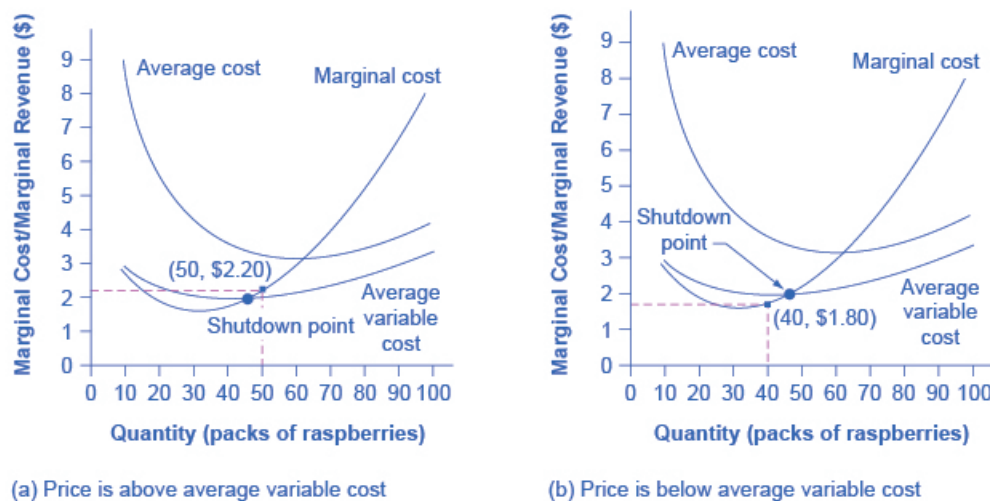 Marginal Cost/Marginal Revenue ($)
9
8
7
6
5
4
3
2
1
0
Average cost
Marginal cost
(50, $2.20)
Shutdown point
Average
variable
cost
0 10 20 30 40 50 60 70 80 90 100
Quantity (packs of raspberries)
(a) Price is above average variable cost
Marginal Cost/Marginal Revenue ($)
9
8
7
6
5
4
3
2
1
0
Average cost
Marginal cost
Shutdown
point
(40, $1.80)
Average
variable
cost
0 10 20 30 40 50 60 70 80 90 100
Quantity (packs of raspberries)
(b) Price is below average variable cost